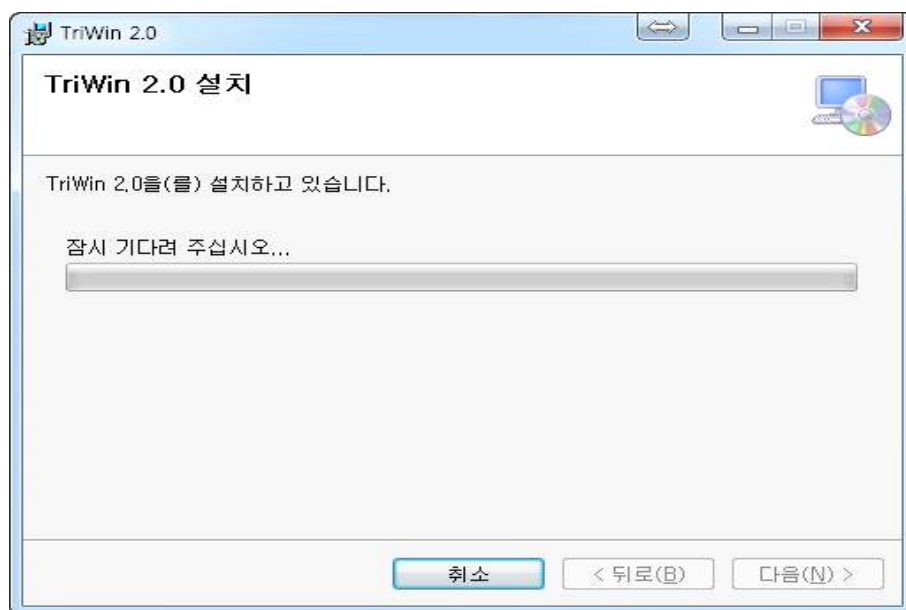 TriWin 2.0
TriWin 2.0 설치
TriWin 2.0을(를) 설치하고 있습니다.
잠시 기다려 주십시오...
취소
< 뒤로(B)
다음(N) >